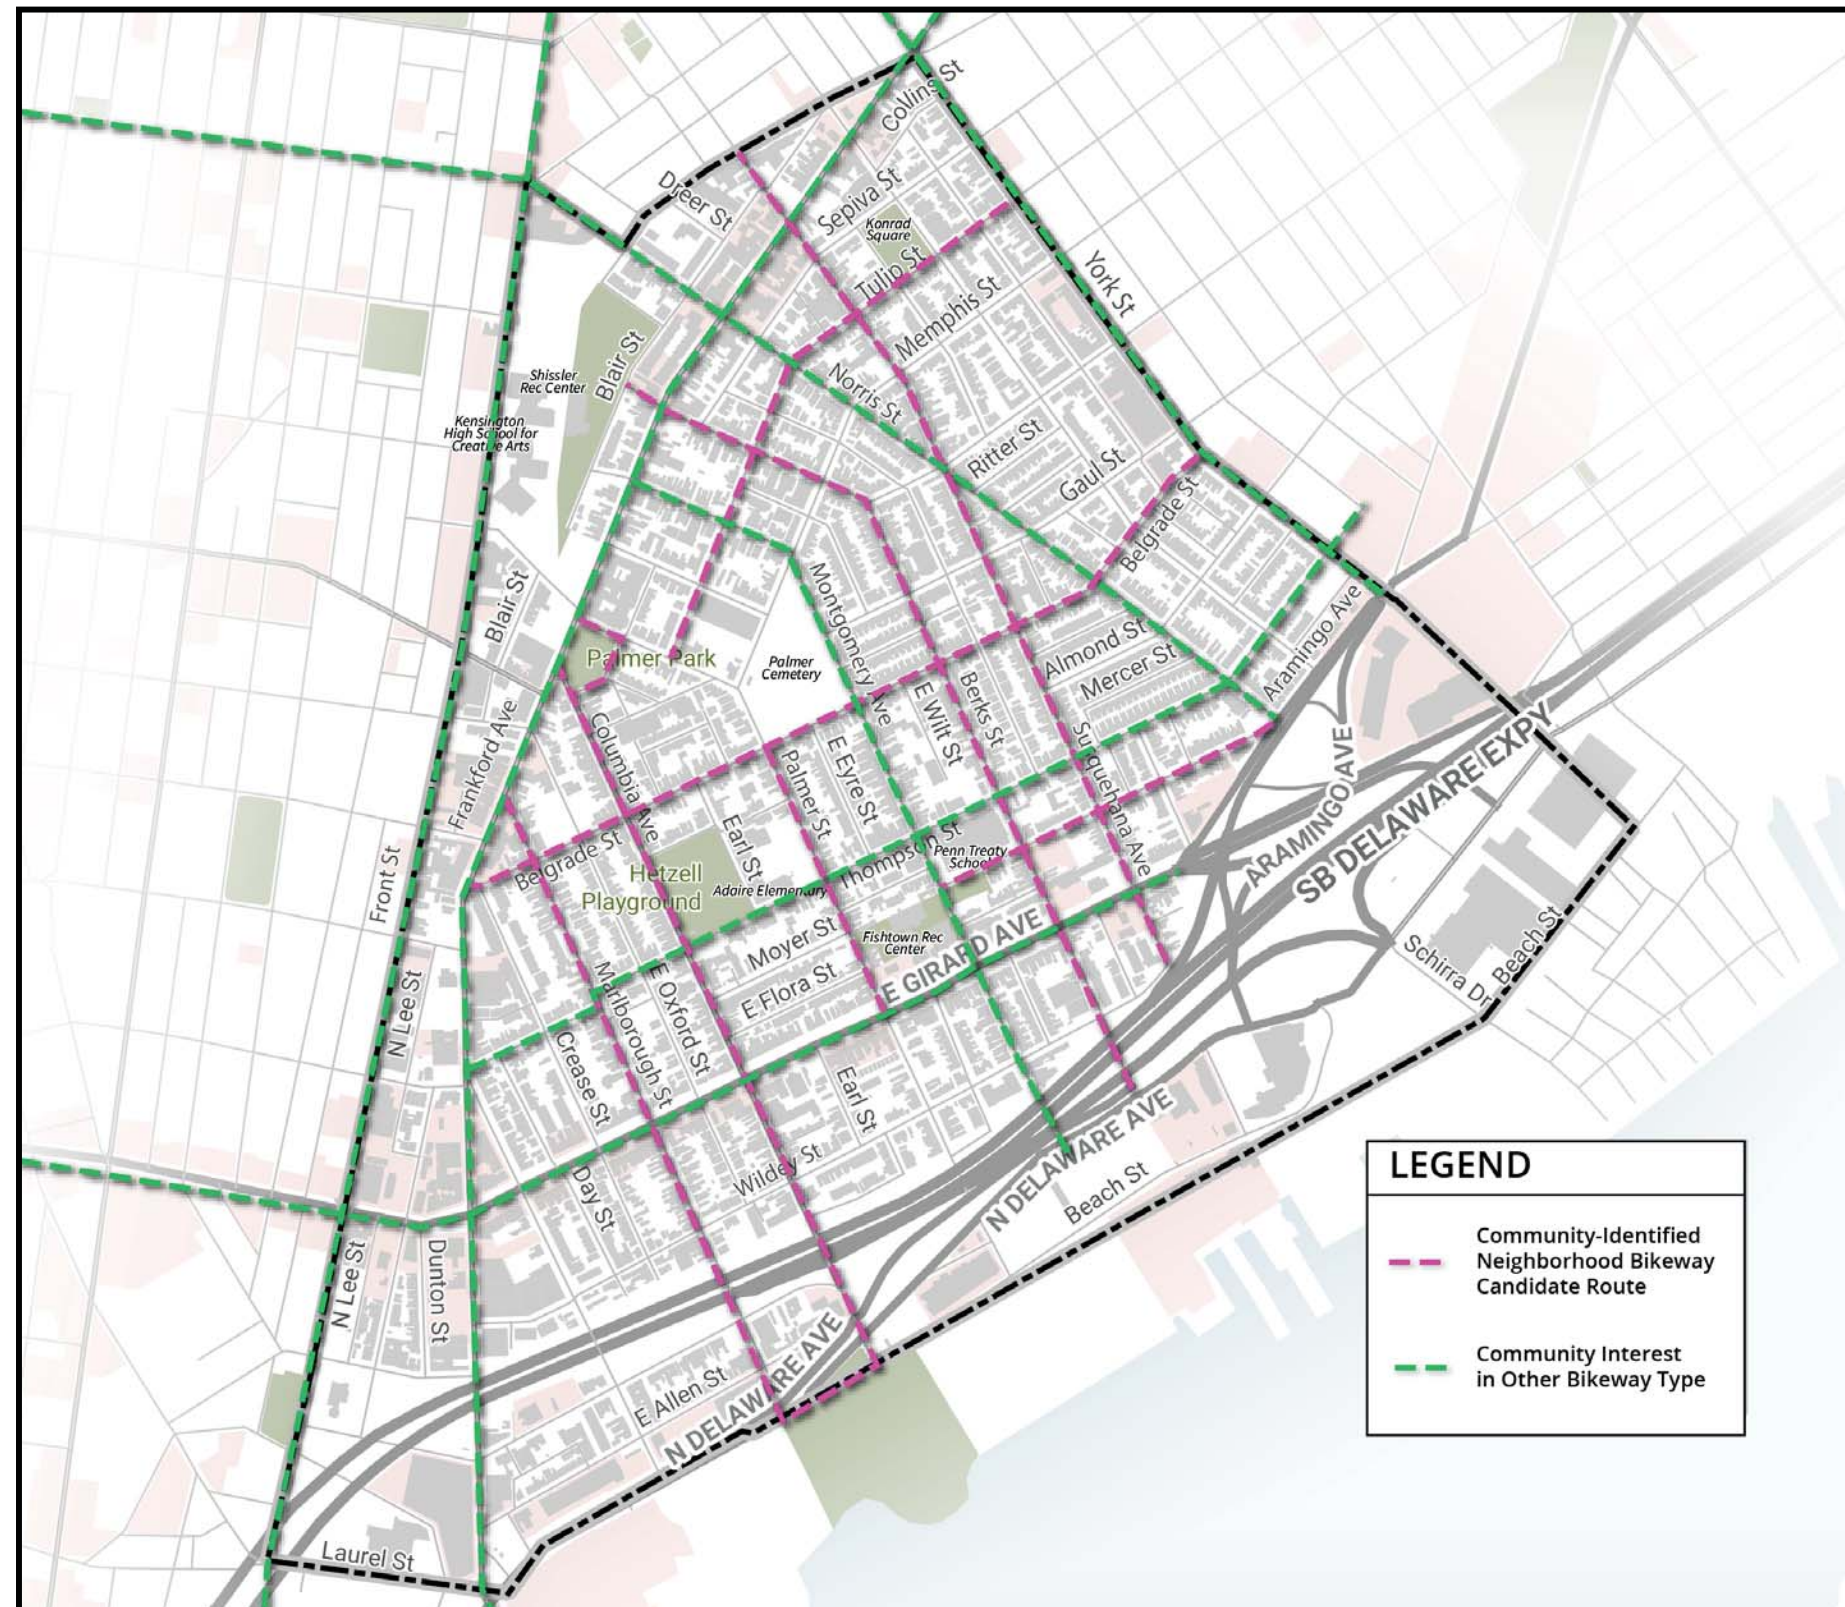 Collins St
Dreer St
Sepiva St
Konrad
Square
Tulip St
York St
Memphis St
Blair St
Shissler
Rec Center
Norris St
Kensington
High School for
Creative Arts
Ritter St
Gaul St
Belgrade St
Blair St
Montgomery Ave
Aramingo Ave
Palmer Park
Palmer
Cemetery
Almond St
Mercer St
E Wilt St
Berks St
Columbia Ave
Frankford Ave
Susquehana Ave
Palmer St
E Eyre St
ARAMINGO AVE
SB DELAWARE EXPY
Front St
Belgrade St
Earl St
Hetzell
Playground
Adaire Elementary
Thompson St
Penn Treaty
School
Moyer St
Fishtown Rec
Center
E GIRARD AVE
Schirra Dr
Beach St
N Lee St
Marlborough St
E Oxford St
E Flora St
Crease St
Earl St
Day St
Wildey St
N DELAWARE AVE
Beach St
N Lee St
Dunton St
E Allen St
N DELAWARE AVE
Laurel St
LEGEND
Community-Identified
Neighborhood Bikeway
Candidate Route
Community Interest
in Other Bikeway Type